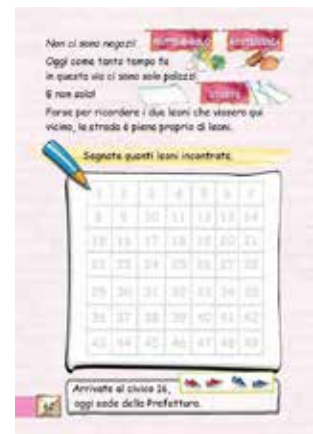 Non ci sono negozi!
Oggi come tanto tempo fa
in questa via ci sono solo palazzi
E non solo!
Forse per ricordare i due leoni che vissero qui
vicino, la strada è piena proprio di leoni.
Segnate quanti leoni incontrate.
1 2 3 4 5 6 7
8 9 10 11 12 13 14
15 16 17 18 19 20 21
22 23 24 25 26 27 28
29 30 31 32 33 34 35
36 37 38 39 40 41 42
43 44 45 46 47 48 49
Arrivate al civico 16,
oggi sede della Prefettura.